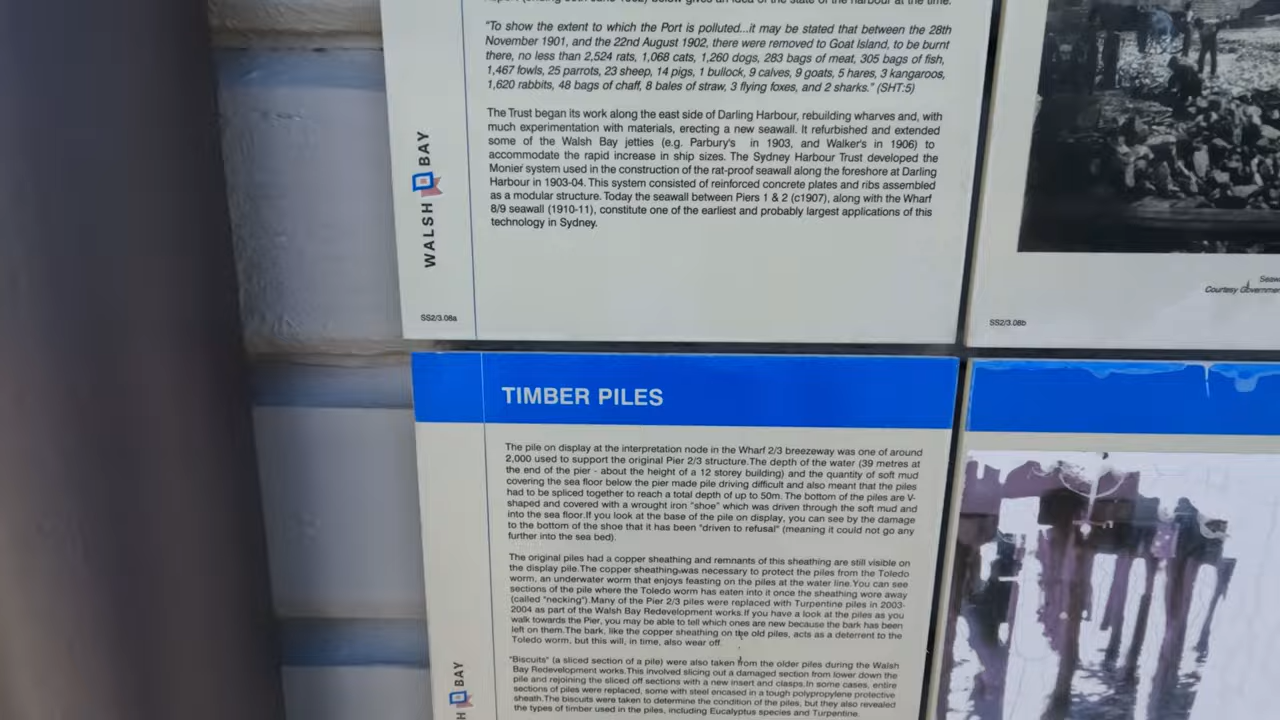 "To show the extent to which the Port is polluted...it may be stated that between the 28th
November 1901, and the 22nd August 1902, there were removed to Goat Island, to be burnt
there, no less than 2,524 rats, 1,068 cats, 1,260 dogs, 283 bags of meat, 305 bags of fish,
1,467 fowls, 25 parrots, 23 sheep, 14 pigs, 1 bullock, 9 calves, 9 goats, 5 hares, 3 kangaroos,
1,620 rabbits, 48 bags of chaff, 8 bales of straw, 3 flying foxes, and 2 sharks." (SHT:5)
The Trust began its work along the east side of Darling Harbour, rebuilding wharves and, with
much experimentation with materials, erecting a new seawall. It refurbished and extended
some of the Walsh Bay jetties (e.g. Parbury's in 1903, and Walker's in 1906) to
accommodate the rapid increase in ship sizes. The Sydney Harbour Trust developed the
Monier system used in the construction of the rat-proof seawall along the foreshore at Darling
Harbour in 1903-04. This system consisted of reinforced concrete plates and ribs assembled
as a modular structure. Today the seawall between Piers 1 & 2 (c1907), along with the Wharf
8/9 seawall (1910-11), constitute one of the earliest and probably largest applications of this
technology in Sydney.
WALSH BAY
SS2/3.08a
Seaw
Courtesy Governmen
SS2/3.08b
TIMBER PILES
The pile on display at the interpretation node in the Wharf 2/3 breezeway was one of around
2,000 used to support the original Pier 2/3 structure.The depth of the water (39 metres at
the end of the pier - about the height of a 12 storey building) and the quantity of soft mud
covering the sea floor below the pier made pile driving difficult and also meant that the piles
had to be spliced together to reach a total depth of up to 50m. The bottom of the piles are V-
shaped and covered with a wrought iron "shoe" which was driven through the soft mud and
into the sea floor.If you look at the base of the pile on display, you can see by the damage
to the bottom of the shoe that it has been "driven to refusal" (meaning it could not go any
further into the sea bed).
The original piles had a copper sheathing and remnants of this sheathing are still visible on
the display pile.The copper sheathing was necessary to protect the piles from the Toledo
worm, an underwater worm that enjoys feasting on the piles at the water line.You can see
sections of the pile where the Toledo worm has eaten into it once the sheathing wore away
(called "necking").Many of the Pier 2/3 piles were replaced with Turpentine piles in 2003-
2004 as part of the Walsh Bay Redevelopment works.If you have a look at the piles as you
walk towards the Pier, you may be able to tell which ones are new because the bark has been
left on them.The bark, like the copper sheathing on the old piles, acts as a deterrent to the
Toledo worm, but this will, in time, also wear off.
"Biscuits" (a sliced section of a pile) were also taken from the older piles during the Walsh
Bay Redevelopment works.This involved slicing out a damaged section from lower down the
pile and rejoining the sliced off sections with a new insert and clasps.In some cases, entire
sections of piles were replaced, some with steel encased in a tough polypropylene protective
sheath.The biscuits were taken to determine the condition of the piles, but they also revealed
the types of timber used in the piles, including Eucalyptus species and Turpentine.
H BAY